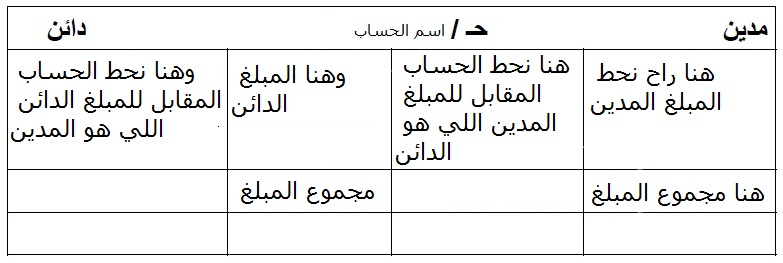 مدين حـ / اسم الحساب دائن
هنا راح نحط
المبلغ المدين
هنا نحط الحساب
المقابل للمبلغ
المدين اللي هو
الدائن
وهنا المبلغ
الدائن
وهنا نحط الحساب
المقابل للمبلغ الدائن
اللي هو المدين
هنا مجموع المبلغ
مجموع المبلغ